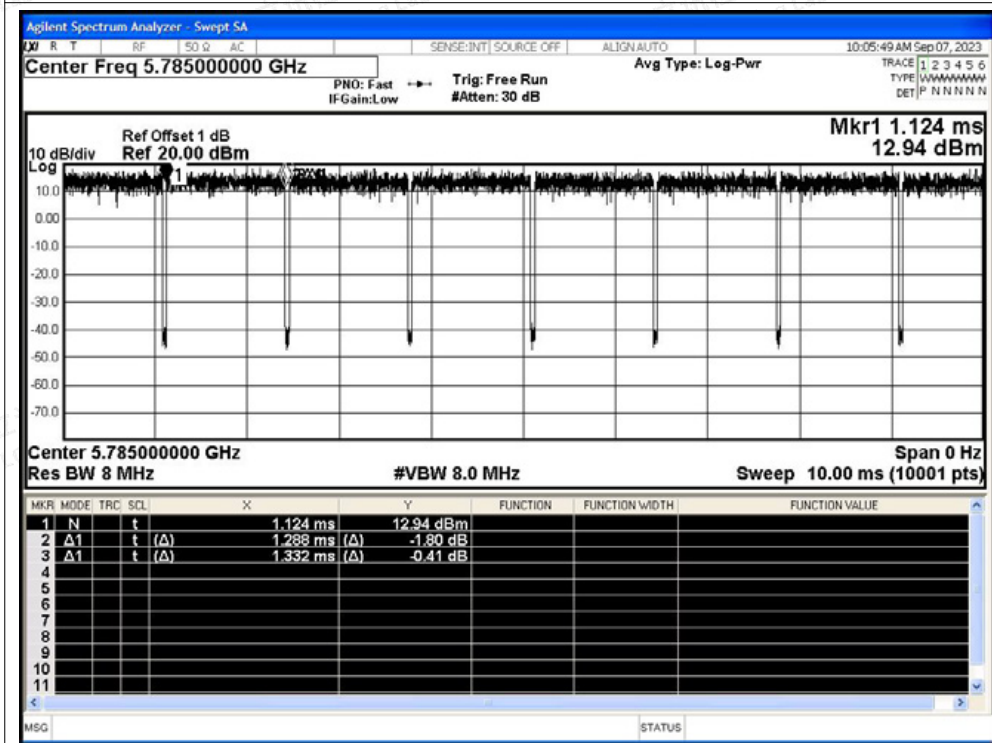 Agilent Spectrum Analyzer - Swept SA
LXI R T RF 50 Ω AC SENSE:INT SOURCE OFF ALIGN AUTO 10:05:49 AM Sep 07, 2023
Center Freq 5.785000000 GHz Avg Type: Log-Pwr TRACE 1 2 3 4 5 6
PNO: Fast Trig: Free Run TYPE WWWWWW
IFGain:Low #Atten: 30 dB DET P N N N N N
Mkr1 1.124 ms
Ref Offset 1 dB
10 dB/div Ref 20.00 dBm 12.94 dBm
Log
1
10.0
0.00
-10.0
-20.0
-30.0
-40.0
-50.0
-60.0
-70.0
Center 5.785000000 GHz Span 0 Hz
Res BW 8 MHz #VBW 8.0 MHz Sweep 10.00 ms (10001 pts)
MKR MODE TRC SCL X Y FUNCTION FUNCTION WIDTH FUNCTION VALUE
1 N t 1.124 ms 12.94 dBm
2 Δ1 t (Δ) 1.288 ms (Δ) -1.80 dB
3 Δ1 t (Δ) 1.332 ms (Δ) -0.41 dB
4
5
6
7
8
9
10
11
MSG STATUS